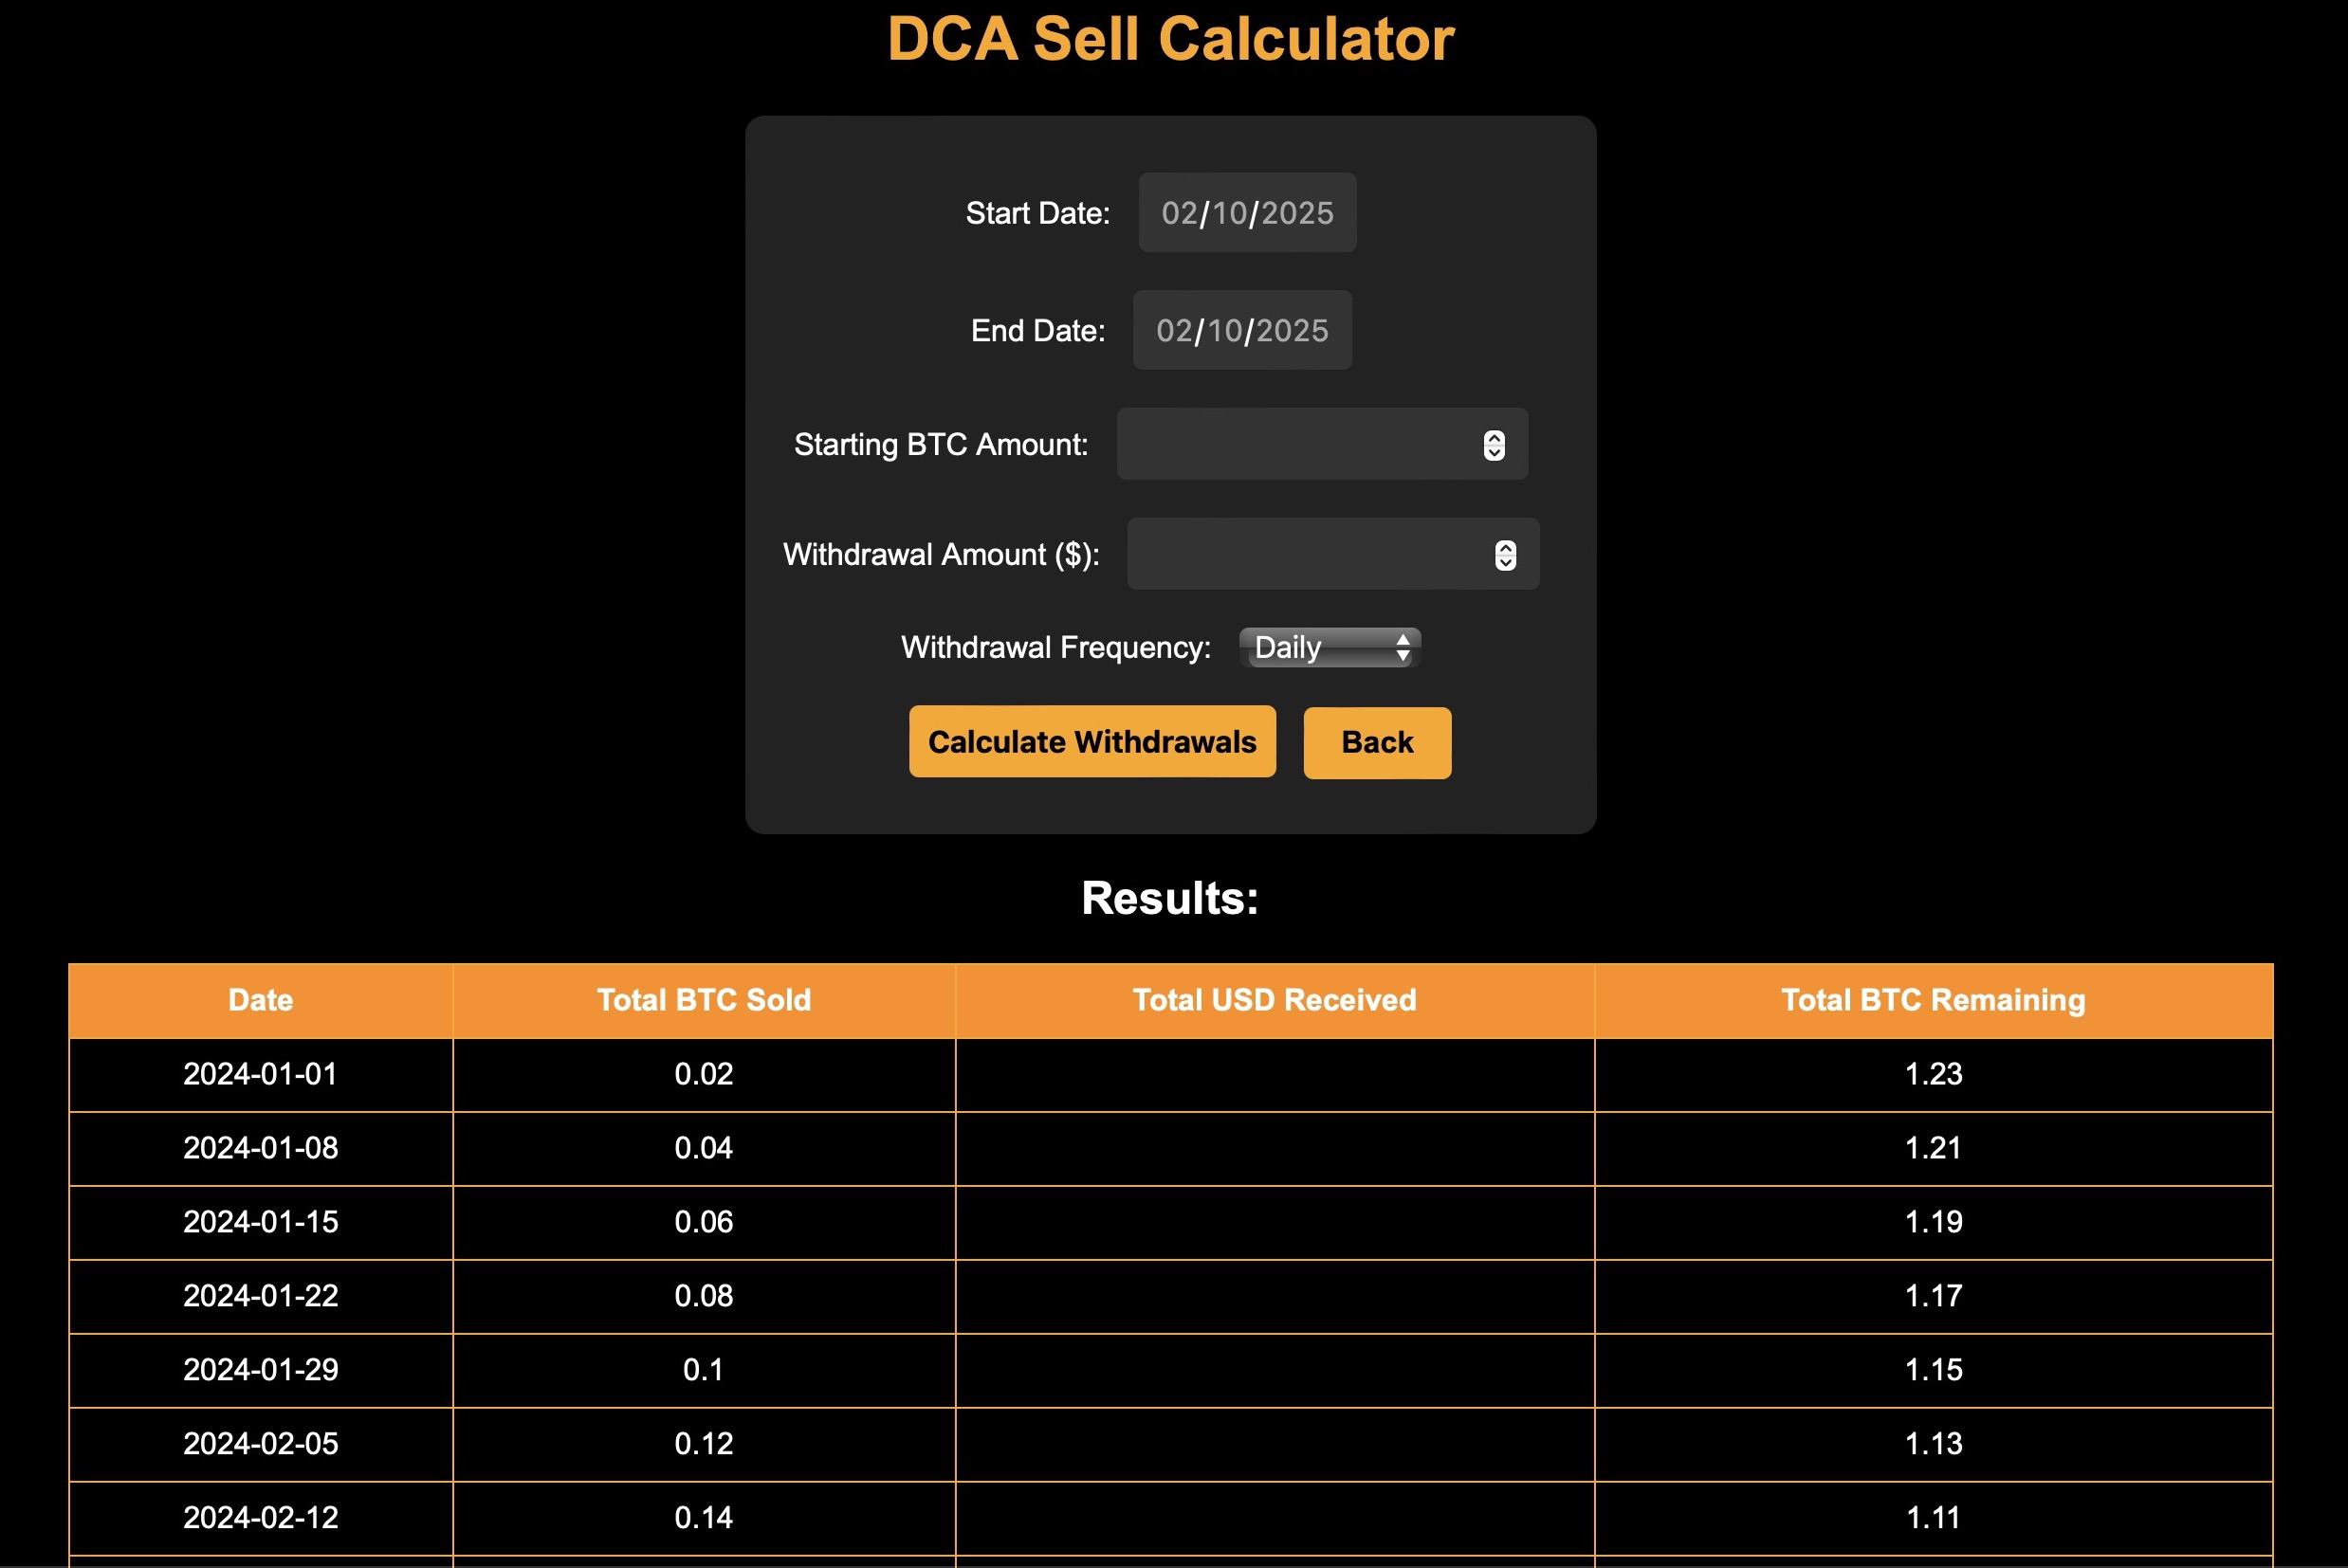 DCA Sell Calculator
Start Date: 02/10/2025
End Date: 02/10/2025
Starting BTC Amount:
Withdrawal Amount ($):
Withdrawal Frequency: Daily
Calculate Withdrawals Back
Results:
Date Total BTC Sold Total USD Received Total BTC Remaining
2024-01-01 0.02 1.23
2024-01-08 0.04 1.21
2024-01-15 0.06 1.19
2024-01-22 0.08 1.17
2024-01-29 0.1 1.15
2024-02-05 0.12 1.13
2024-02-12 0.14 1.11